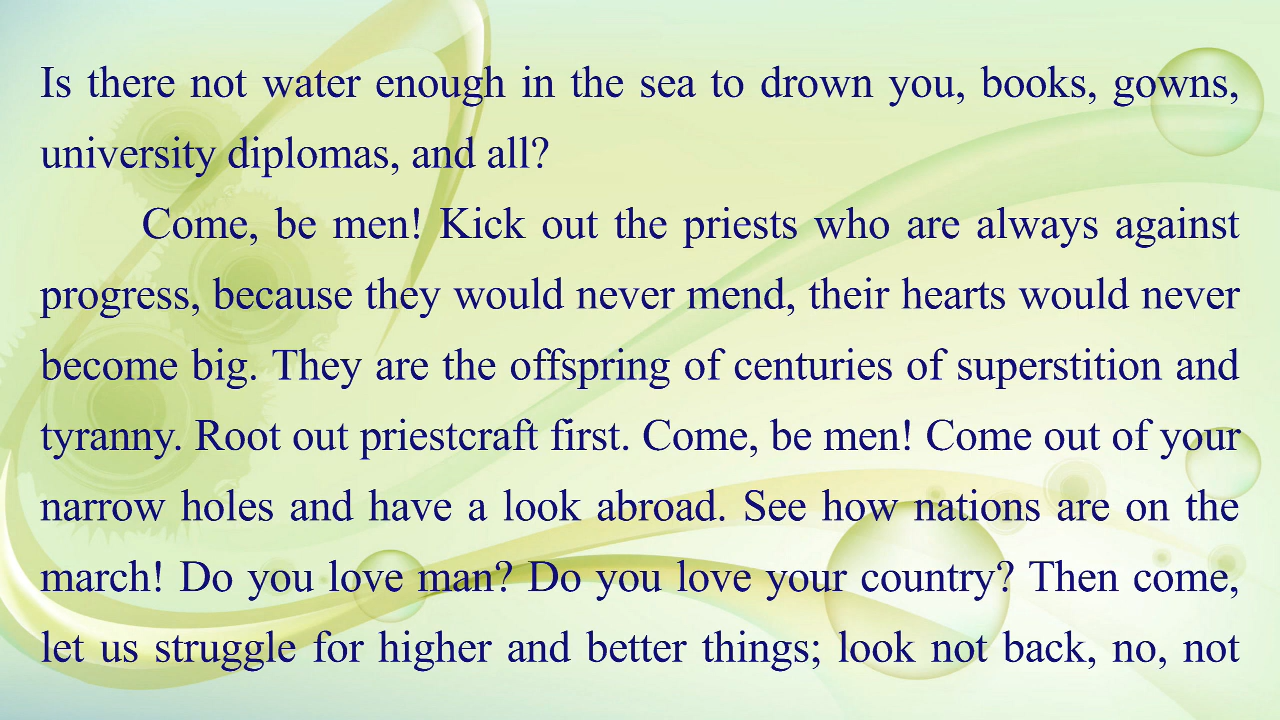 Is there not water enough in the sea to drown you, books, gowns,
university diplomas, and all?
Come, be men! Kick out the priests who are always against
progress, because they would never mend, their hearts would never
become big. They are the offspring of centuries of superstition and
tyranny. Root out priestcraft first. Come, be men! Come out of your
narrow holes and have a look abroad. See how nations are on the
march! Do you love man? Do you love your country? Then come,
let us struggle for higher and better things; look not back, no, not